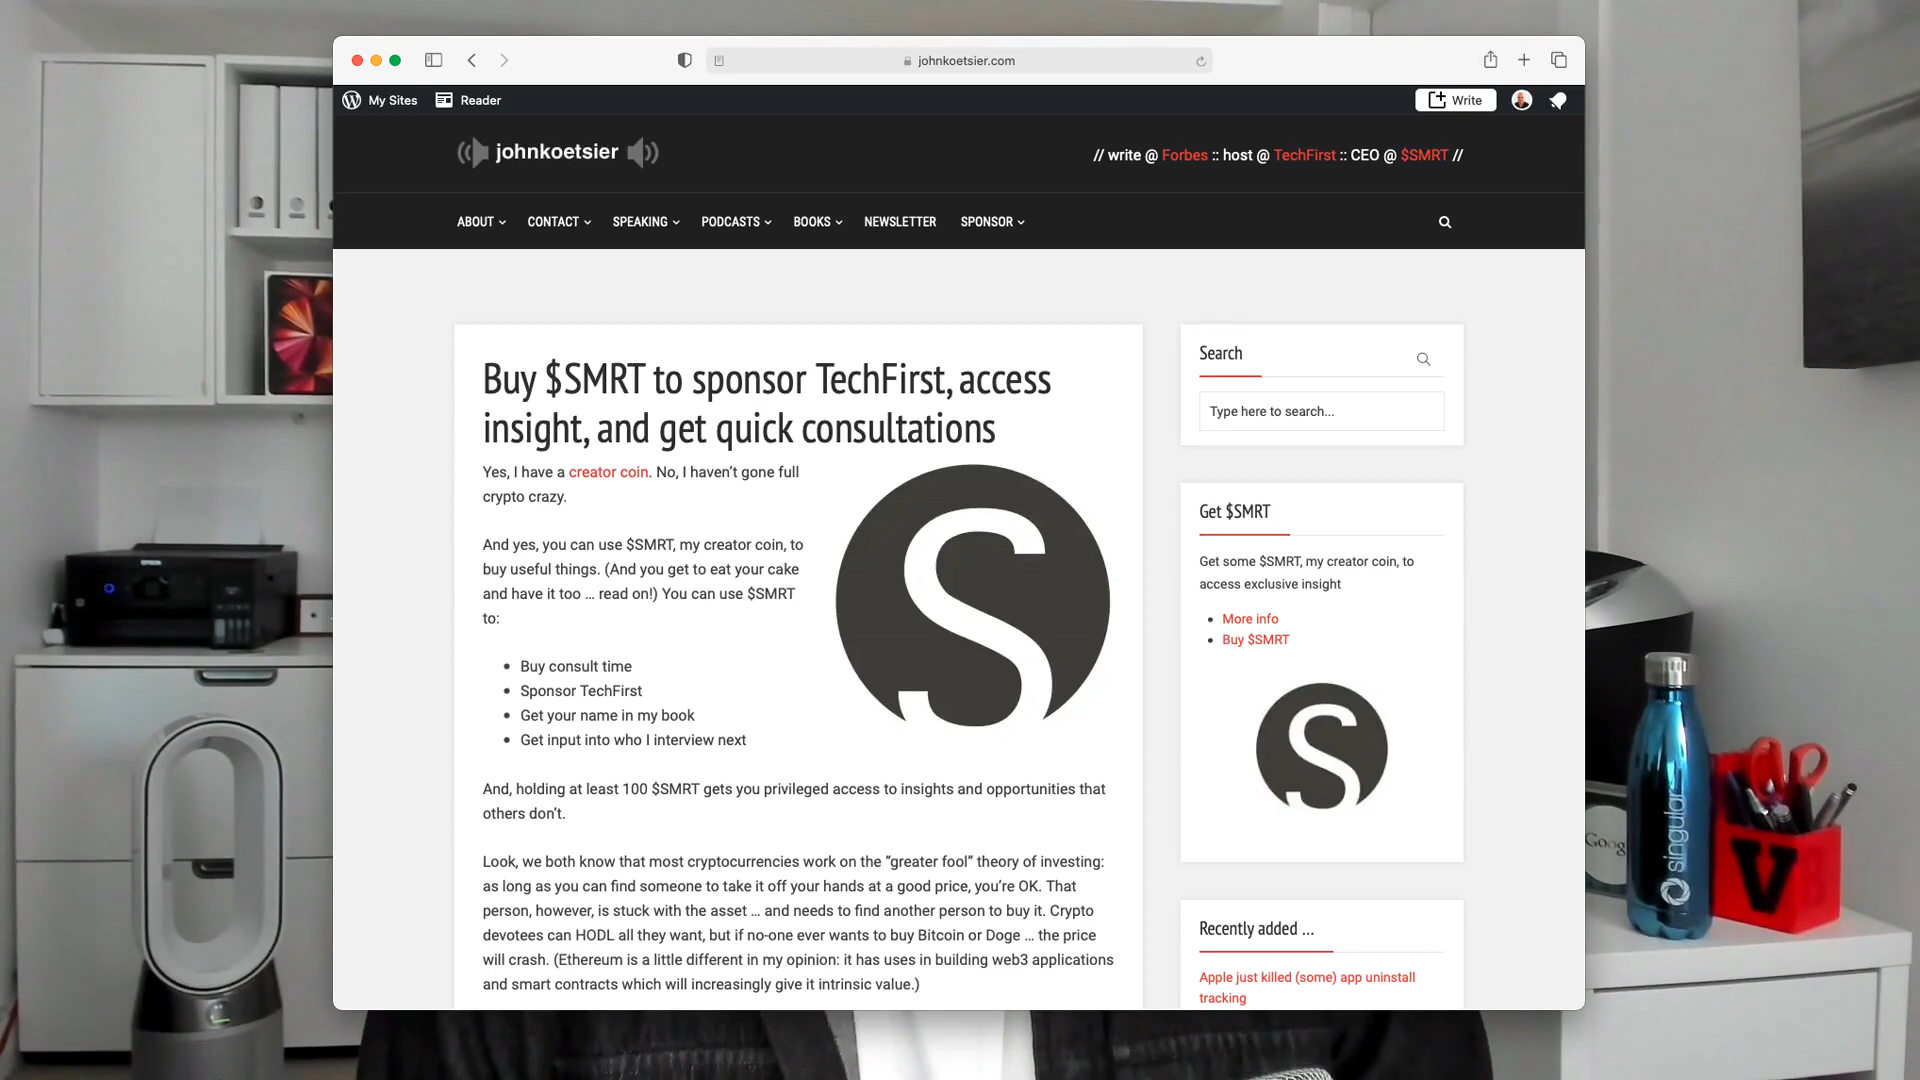 johnkoetsier.com
My Sites
Reader
Write
johnkoetsier
// write @ Forbes :: host @ TechFirst :: CEO @ $SMRT //
ABOUT
CONTACT
SPEAKING
PODCASTS
BOOKS
NEWSLETTER
SPONSOR
Buy $SMRT to sponsor TechFirst, access
insight, and get quick consultations
Yes, I have a creator coin. No, I haven’t gone full
crypto crazy.
And yes, you can use $SMRT, my creator coin, to
buy useful things. (And you get to eat your cake
and have it too … read on!) You can use $SMRT
to:
Buy consult time
Sponsor TechFirst
Get your name in my book
Get input into who I interview next
S
And, holding at least 100 $SMRT gets you privileged access to insights and opportunities that
others don’t.
Look, we both know that most cryptocurrencies work on the “greater fool” theory of investing:
as long as you can find someone to take it off your hands at a good price, you’re OK. That
person, however, is stuck with the asset … and needs to find another person to buy it. Crypto
devotees can HODL all they want, but if no-one ever wants to buy Bitcoin or Doge … the price
will crash. (Ethereum is a little different in my opinion: it has uses in building web3 applications
and smart contracts which will increasingly give it intrinsic value.)
Search
Type here to search...
Get $SMRT
Get some $SMRT, my creator coin, to
access exclusive insight
More info
Buy $SMRT
S
Recently added …
Apple just killed (some) app uninstall
tracking
EPSON
Goog
singular
V